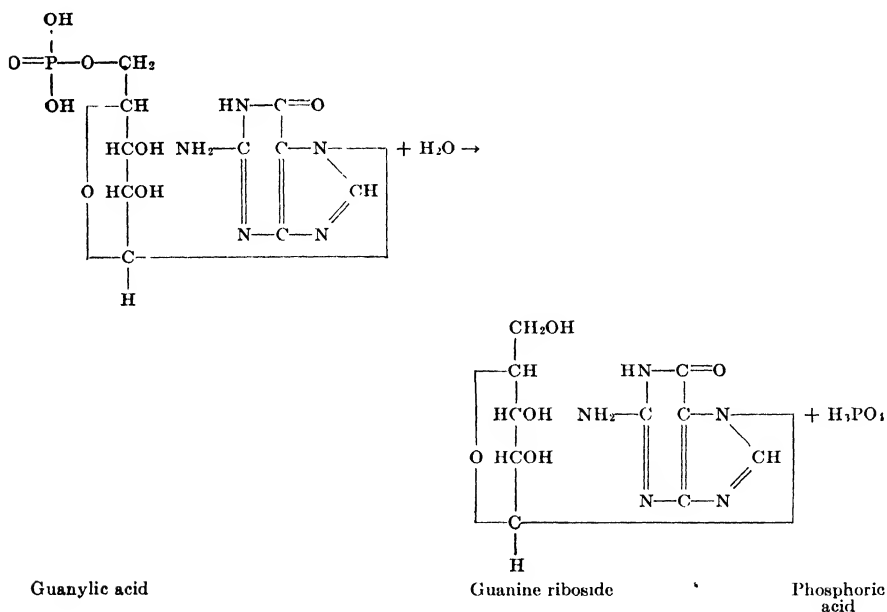 OH
O=P—O—CH₂
OH CH HN—C=O
HCOH NH₂—C C—N + H₂O →
O HCOH CH
N—C—N
C
H
CH₂OH
CH HN—C=O
HCOH NH₂—C C—N + H₃PO₄
O HCOH CH
N—C—N
C
H
Guanylic acid Guanine riboside Phosphoric
acid